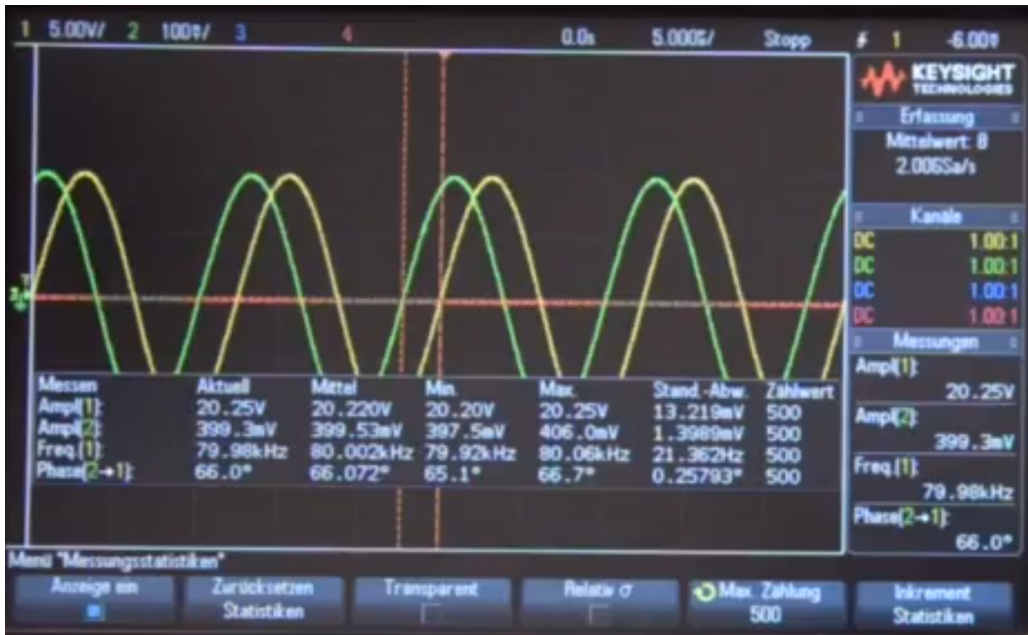 1 5.00V/ 2 100▽/ 3 4 0.0s 5.000s/ Stopp 1 -6.00▽
KEYSIGHT
TECHNOLOGIES
Erfassung
Mittelwert: 8
2.00GSa/s
Kanäle
DC 1.00:1
DC 1.00:1
DC 1.00:1
DC 1.00:1
Messungen
Ampl(1):
20.25V
Ampl(2):
399.3mV
Freq.(1):
79.98kHz
Phase(2→1):
66.0°
Messen Aktuell Mittel Min. Max. Stand.-Abw. Zählwert
Ampl(1): 20.25V 20.220V 20.20V 20.25V 13.219mV 500
Ampl(2): 399.3mV 399.53mV 397.5mV 406.0mV 1.3989mV 500
Freq.(1): 79.98kHz 80.002kHz 79.92kHz 80.06kHz 21.362Hz 500
Phase(2→1): 66.0° 66.072° 65.1° 66.7° 0.25793° 500
Menü "Messungsstatistiken"
Anzeige ein
Zurücksetzen
Statistiken
Transparent
Relativ σ
Max. Zählung
500
Inkrement
Statistiken